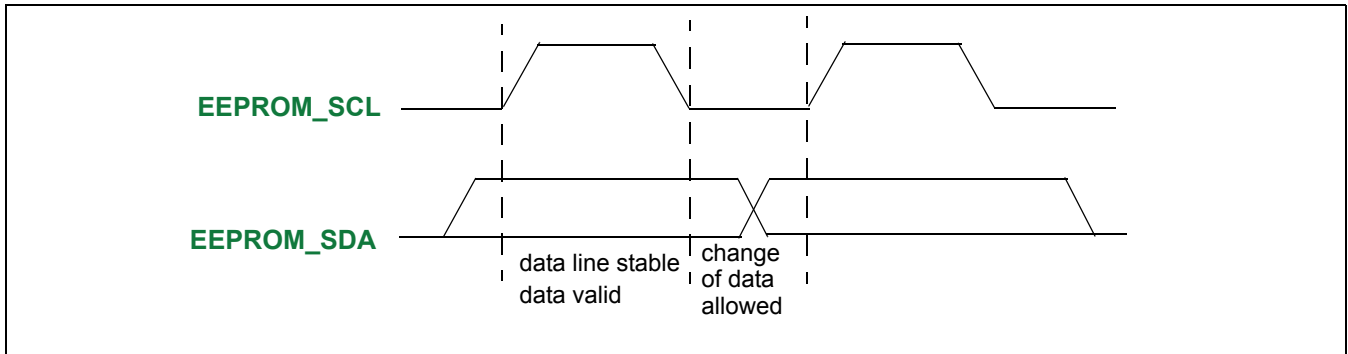 EEPROM_SCL
EEPROM_SDA
data line stable
data valid
change
of data
allowed